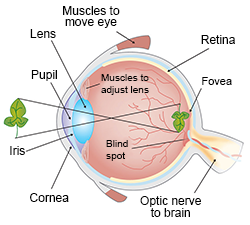 Muscles to
move eye
Lens
Retina
Pupil
Muscles to
adjust lens
Fovea
Iris
Blind
spot
Cornea
Optic nerve
to brain